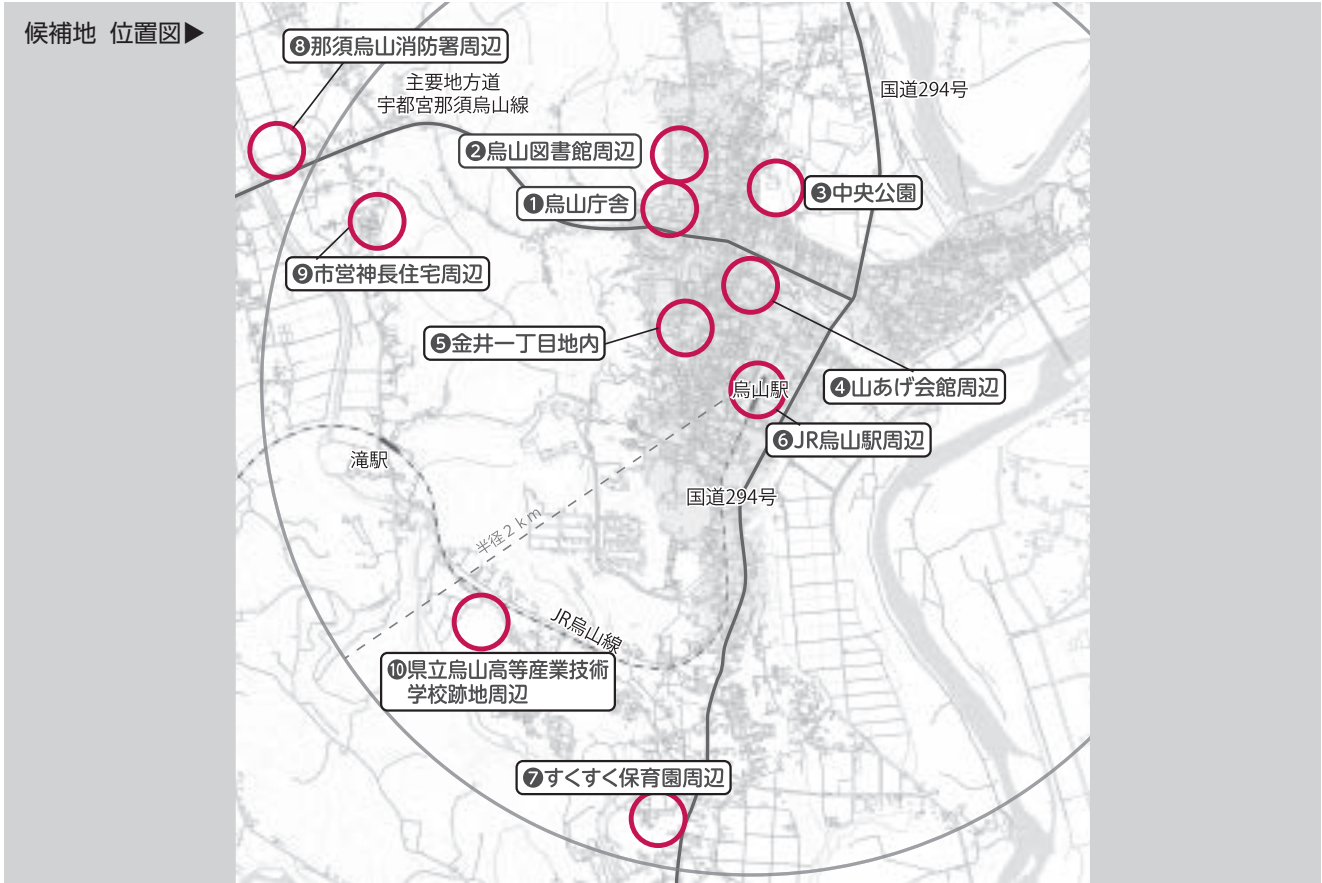 候補地 位置図▶
❽那須烏山消防署周辺
主要地方道
宇都宮那須烏山線
国道294号
❷烏山図書館周辺
❸中央公園
❶烏山庁舎
❾市営神長住宅周辺
❺金井一丁目地内
❹山あげ会館周辺
烏山駅
❻JR烏山駅周辺
滝駅
国道294号
半径2km
JR烏山線
❿県立烏山高等産業技術
学校跡地周辺
❼すくすく保育園周辺